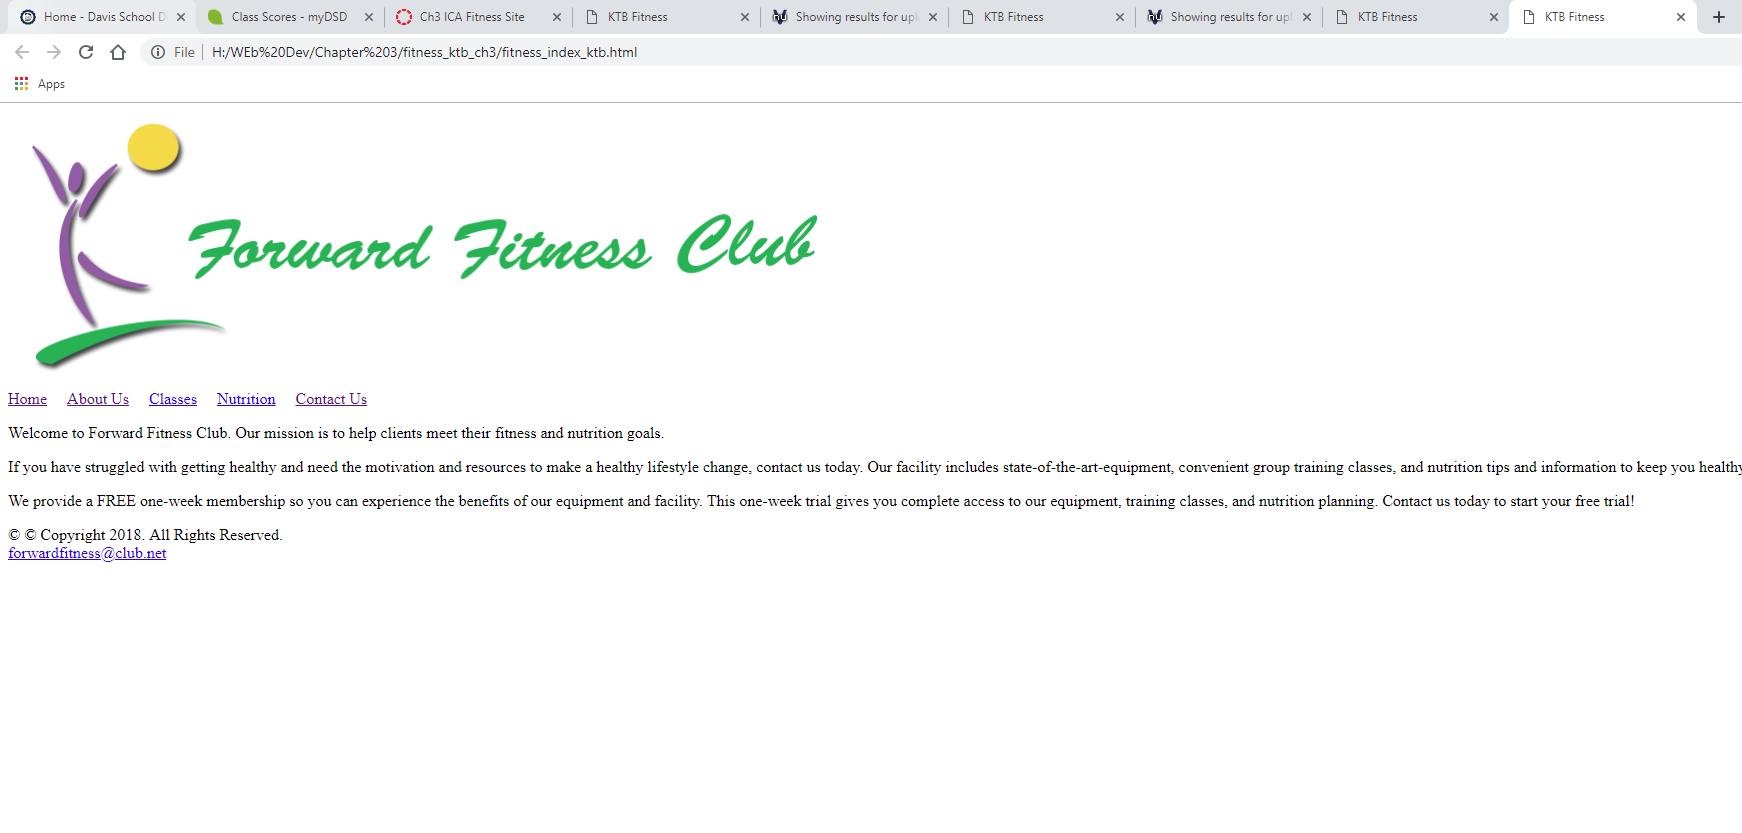 Home - Davis School D
Class Scores - myDSD
Ch3 ICA Fitness Site
KTB Fitness
Showing results for upl
KTB Fitness
Showing results for upl
KTB Fitness
KTB Fitness
File | H:/WEb%20Dev/Chapter%203/fitness_ktb_ch3/fitness_index_ktb.html
Apps
Forward Fitness Club
Home About Us Classes Nutrition Contact Us
Welcome to Forward Fitness Club. Our mission is to help clients meet their fitness and nutrition goals.
If you have struggled with getting healthy and need the motivation and resources to make a healthy lifestyle change, contact us today. Our facility includes state-of-the-art-equipment, convenient group training classes, and nutrition tips and information to keep you healthy
We provide a FREE one-week membership so you can experience the benefits of our equipment and facility. This one-week trial gives you complete access to our equipment, training classes, and nutrition planning. Contact us today to start your free trial!
© © Copyright 2018. All Rights Reserved.
forwardfitness@club.net